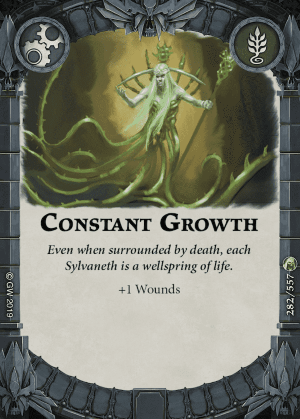 CONSTANT GROWTH
Even when surrounded by death, each
Sylvaneth is a wellspring of life.
+1 Wounds
© GW 2019
282/557